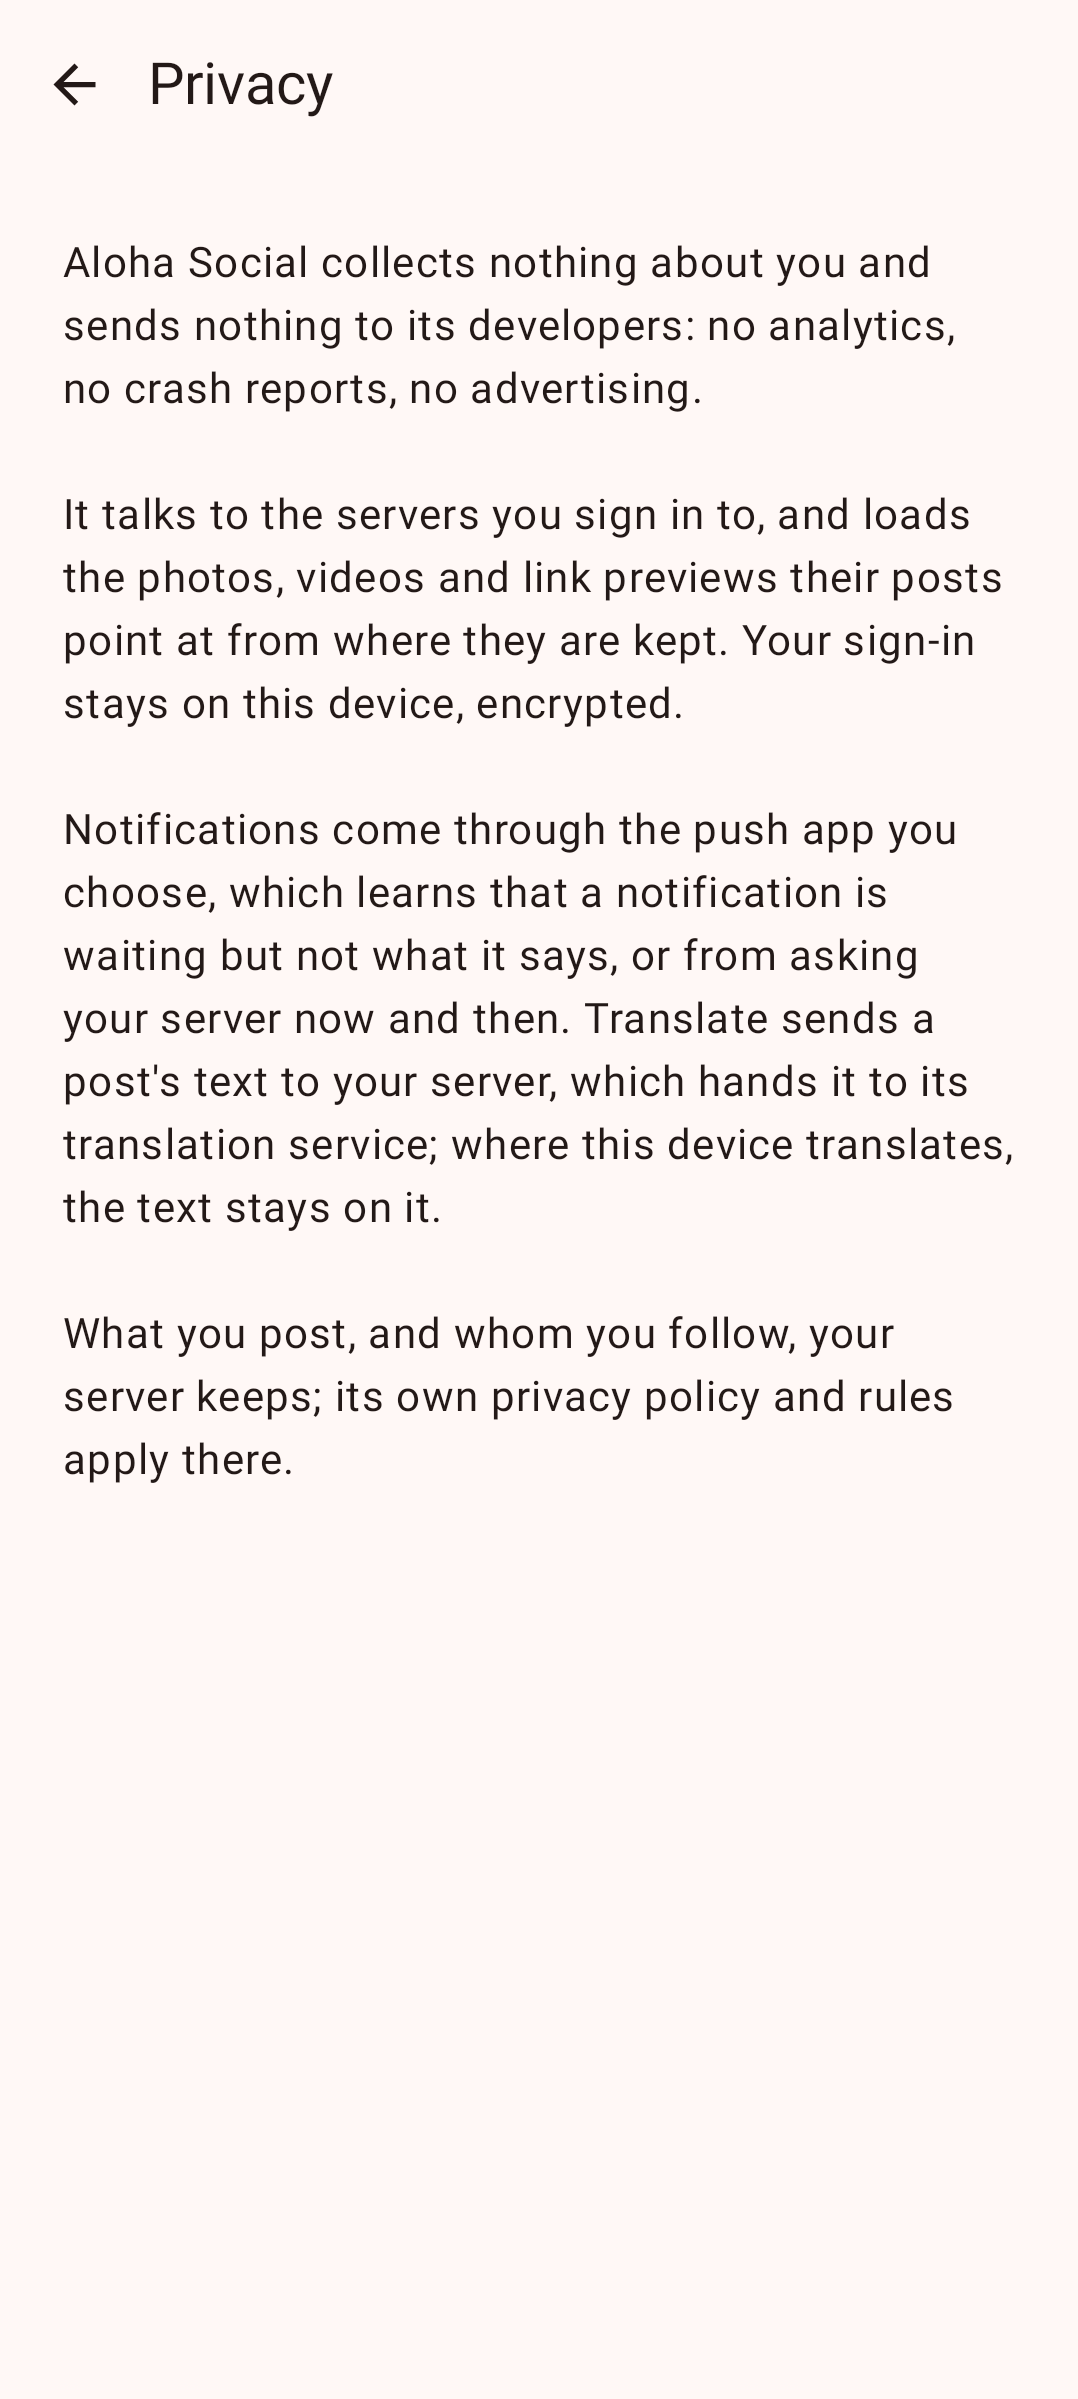 Privacy
Aloha Social collects nothing about you and
sends nothing to its developers: no analytics,
no crash reports, no advertising.
It talks to the servers you sign in to, and loads
the photos, videos and link previews their posts
point at from where they are kept. Your sign-in
stays on this device, encrypted.
Notifications come through the push app you
choose, which learns that a notification is
waiting but not what it says, or from asking
your server now and then. Translate sends a
post's text to your server, which hands it to its
translation service; where this device translates,
the text stays on it.
What you post, and whom you follow, your
server keeps; its own privacy policy and rules
apply there.